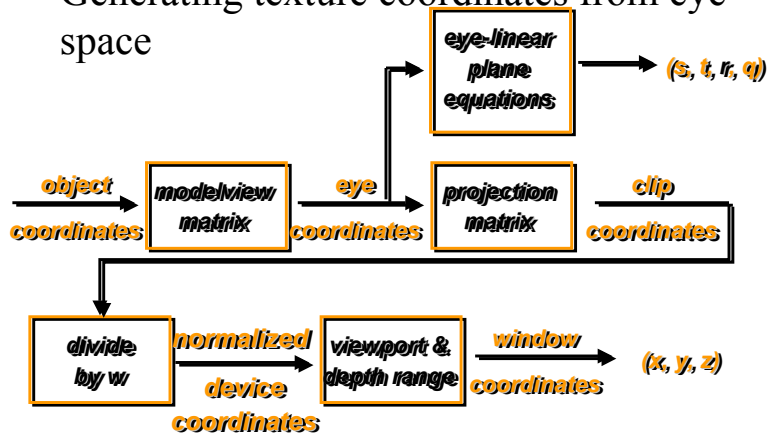 Generating texture coordinates from eye
space
eye-linear
plane
equations
(s, t, r, q)
object
coordinates
modelview
matrix
eye
coordinates
projection
matrix
clip
coordinates
divide
by w
normalized
device
coordinates
viewport &
depth range
window
coordinates
(x, y, z)